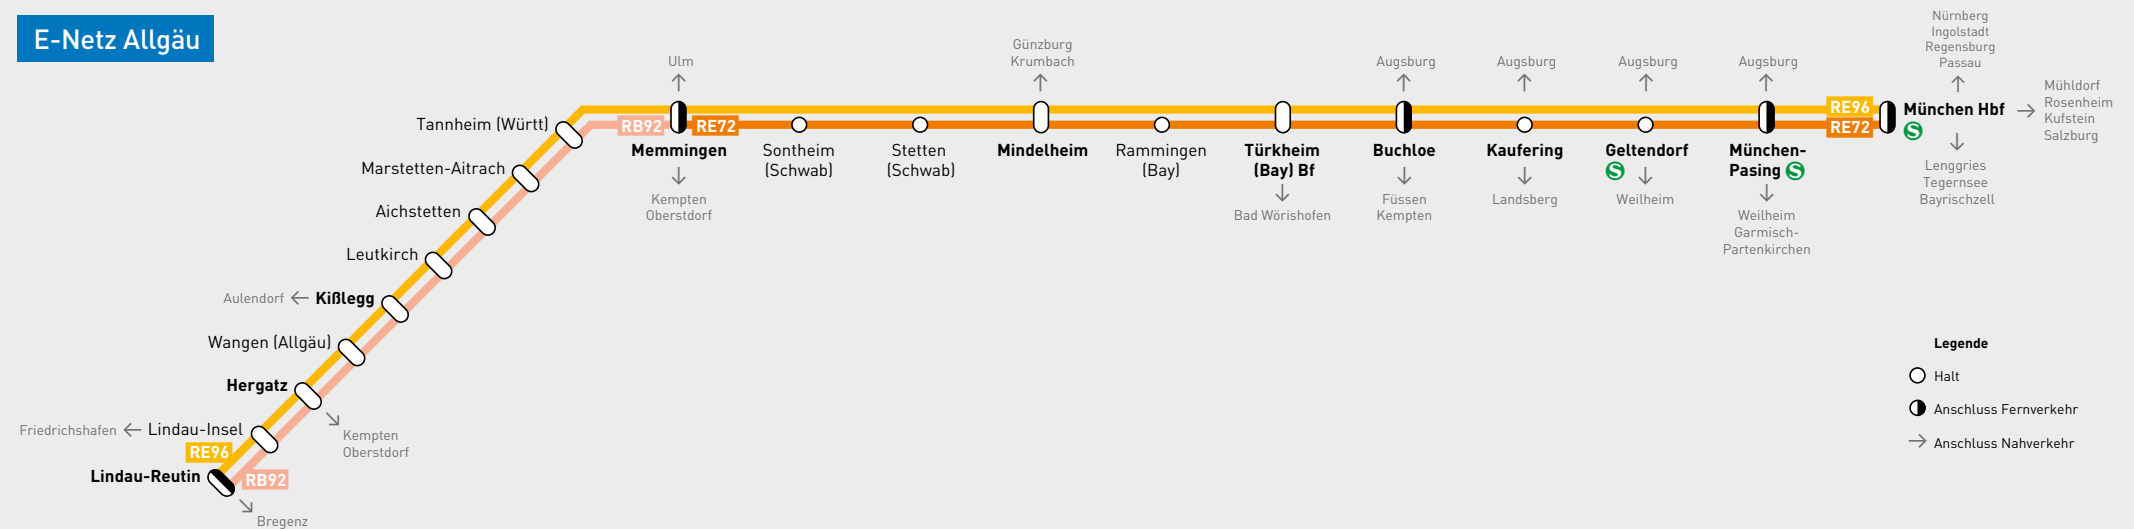 E-Netz Allgäu
Nürnberg
Ingolstadt
Regensburg
Passau
Günzburg
Krumbach
Ulm
Augsburg
Augsburg
Augsburg
Augsburg
Mühldorf
Rosenheim
Kufstein
Salzburg
RE96
München Hbf
RB92
RE72
RE72
S
Tannheim (Württ)
Memmingen
Sontheim
(Schwab)
Stetten
(Schwab)
Mindelheim
Rammingen
(Bay)
Türkheim
(Bay) Bf
Buchloe
Kaufering
Geltendorf
S
München-
Pasing S
Kempten
Oberstdorf
Bad Wörishofen
Füssen
Kempten
Landsberg
Weilheim
Weilheim
Garmisch-
Partenkirchen
Lenggries
Tegernsee
Bayrischzell
Marstetten-Aitrach
Aichstetten
Leutkirch
Aulendorf
Kißlegg
Wangen (Allgäu)
Hergatz
Kempten
Oberstdorf
Friedrichshafen
Lindau-Insel
RE96
Lindau-Reutin
RB92
Bregenz
Legende
Halt
Anschluss Fernverkehr
Anschluss Nahverkehr